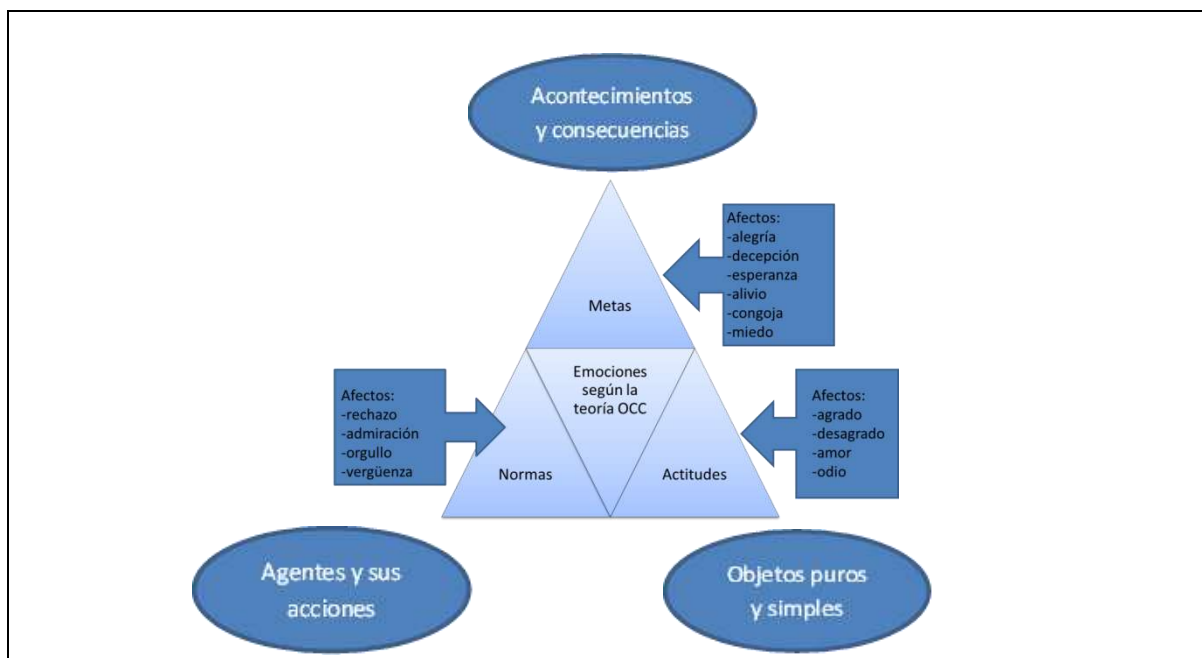 Acontecimientos
y consecuencias
Afectos:
-alegría
-decepción
-esperanza
-alivio
-congoja
-miedo
Metas
Emociones
según la
teoría OCC
Afectos:
-rechazo
-admiración
-orgullo
-vergüenza
Afectos:
-agrado
-desagrado
-amor
-odio
Normas
Actitudes
Agentes y sus
acciones
Objetos puros
y simples